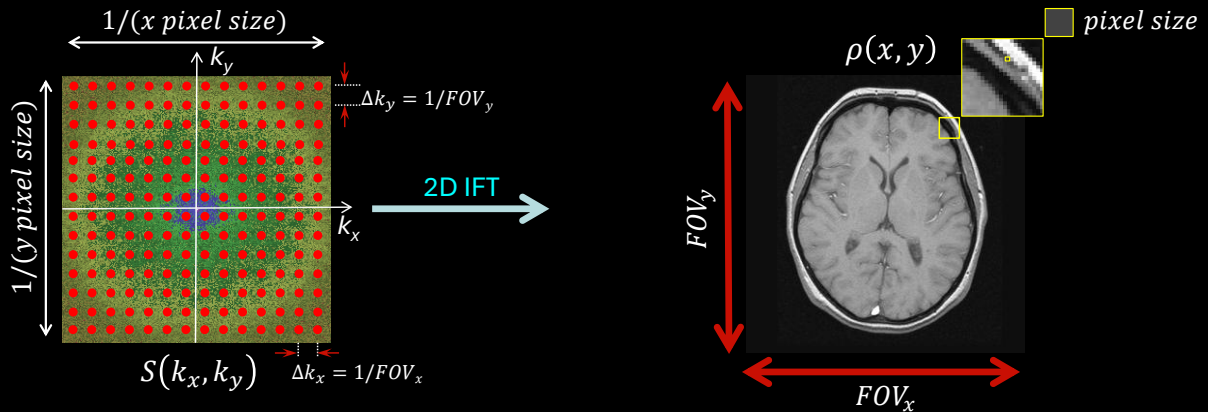 1/(x pixel size)
k_y
Δk_y = 1/FOV_y
1/(y pixel size)
k_x
S(k_x, k_y)
Δk_x = 1/FOV_x
2D IFT
pixel size
ρ(x, y)
FOV_y
FOV_x